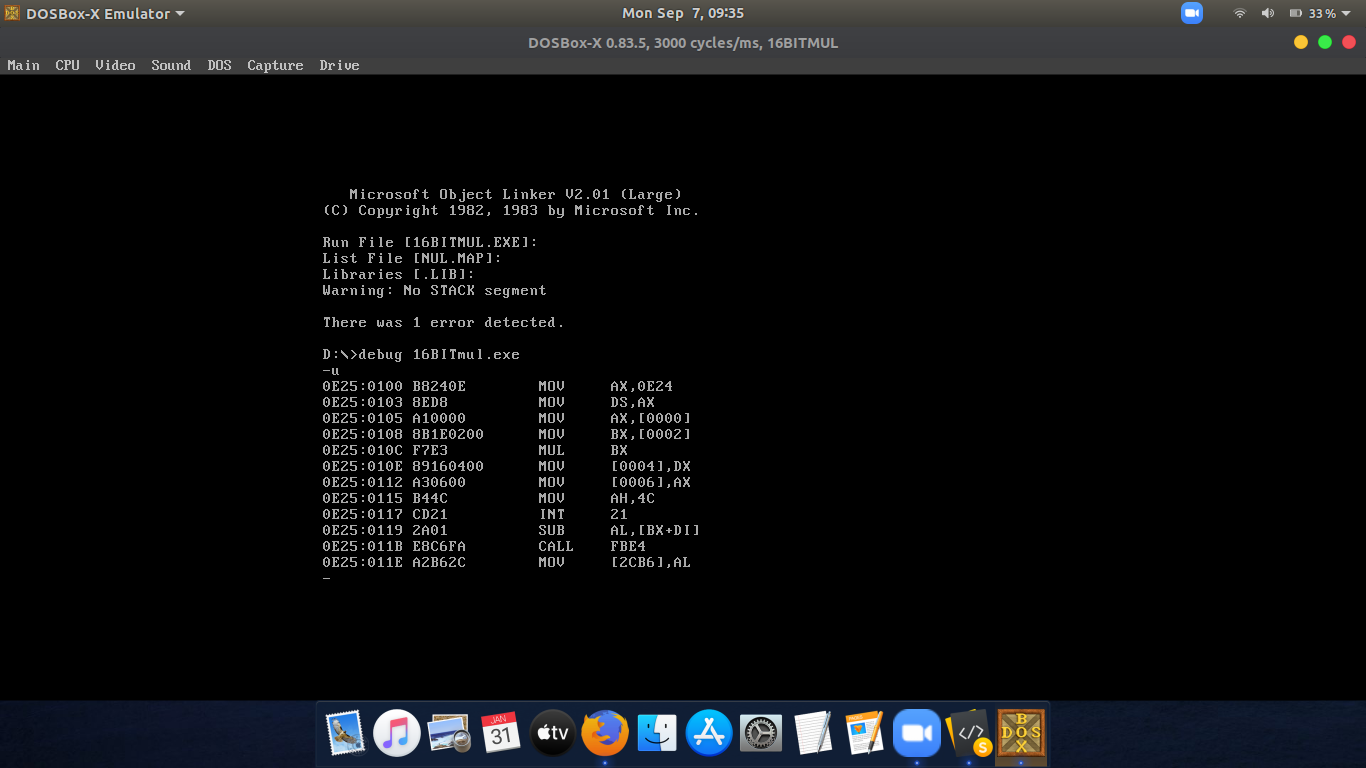 DOSBox-X Emulator
Mon Sep 7, 09:35
33 %
DOSBox-X 0.83.5, 3000 cycles/ms, 16BITMUL
Main CPU Video Sound DOS Capture Drive
Microsoft Object Linker V2.01 (Large)
(C) Copyright 1982, 1983 by Microsoft Inc.
Run File [16BITMUL.EXE]:
List File [NUL.MAP]:
Libraries [.LIB]:
Warning: No STACK segment
There was 1 error detected.
D:\>debug 16BITmul.exe
-u
0E25:0100 B8240E MOV AX,0E24
0E25:0103 8ED8 MOV DS,AX
0E25:0105 A10000 MOV AX,[0000]
0E25:0108 8B1E0200 MOV BX,[0002]
0E25:010C F7E3 MUL BX
0E25:010E 89160400 MOV [0004],DX
0E25:0112 A30600 MOV [0006],AX
0E25:0115 B44C MOV AH,4C
0E25:0117 CD21 INT 21
0E25:0119 2A01 SUB AL,[BX+DI]
0E25:011B E8C6FA CALL FBE4
0E25:011E A2B62C MOV [2CB6],AL
-
JAN
31
tv
PAGES
</> S
BOX
DOS
X